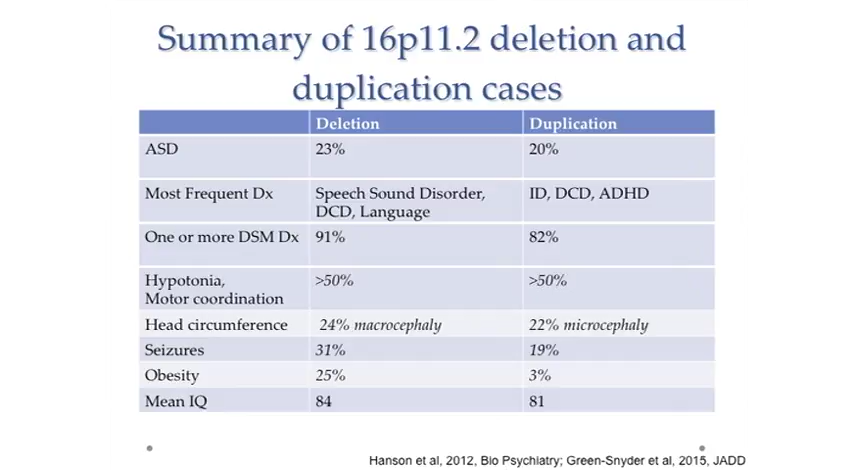 Summary of 16p11.2 deletion and
duplication cases
Deletion Duplication
ASD 23% 20%
Most Frequent Dx Speech Sound Disorder, ID, DCD, ADHD
DCD, Language
One or more DSM Dx 91% 82%
Hypotonia, >50% >50%
Motor coordination
Head circumference 24% macrocephaly 22% microcephaly
Seizures 31% 19%
Obesity 25% 3%
Mean IQ 84 81
Hanson et al, 2012, Bio Psychiatry; Green-Snyder et al, 2015, JADD